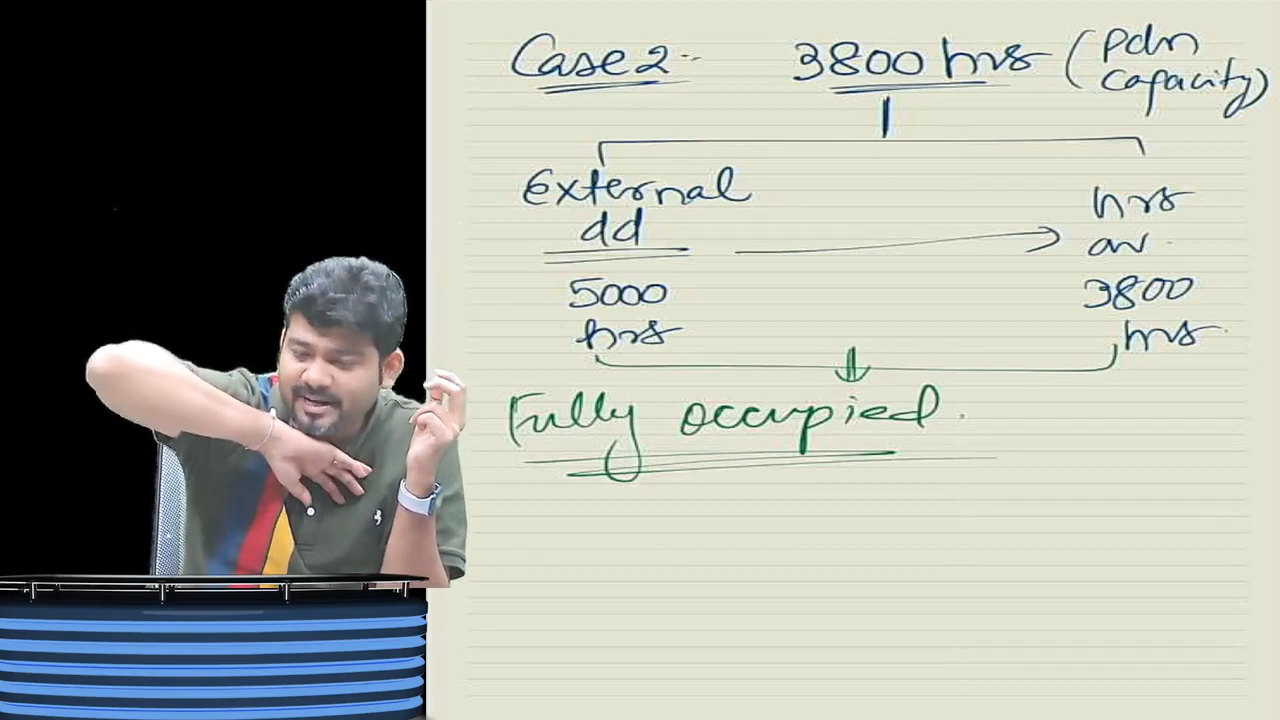 Case 2:- 3800 hrs (pdn capacity)
External dd
hrs av.
5000 hrs
3800 hrs.
Fully occupied.